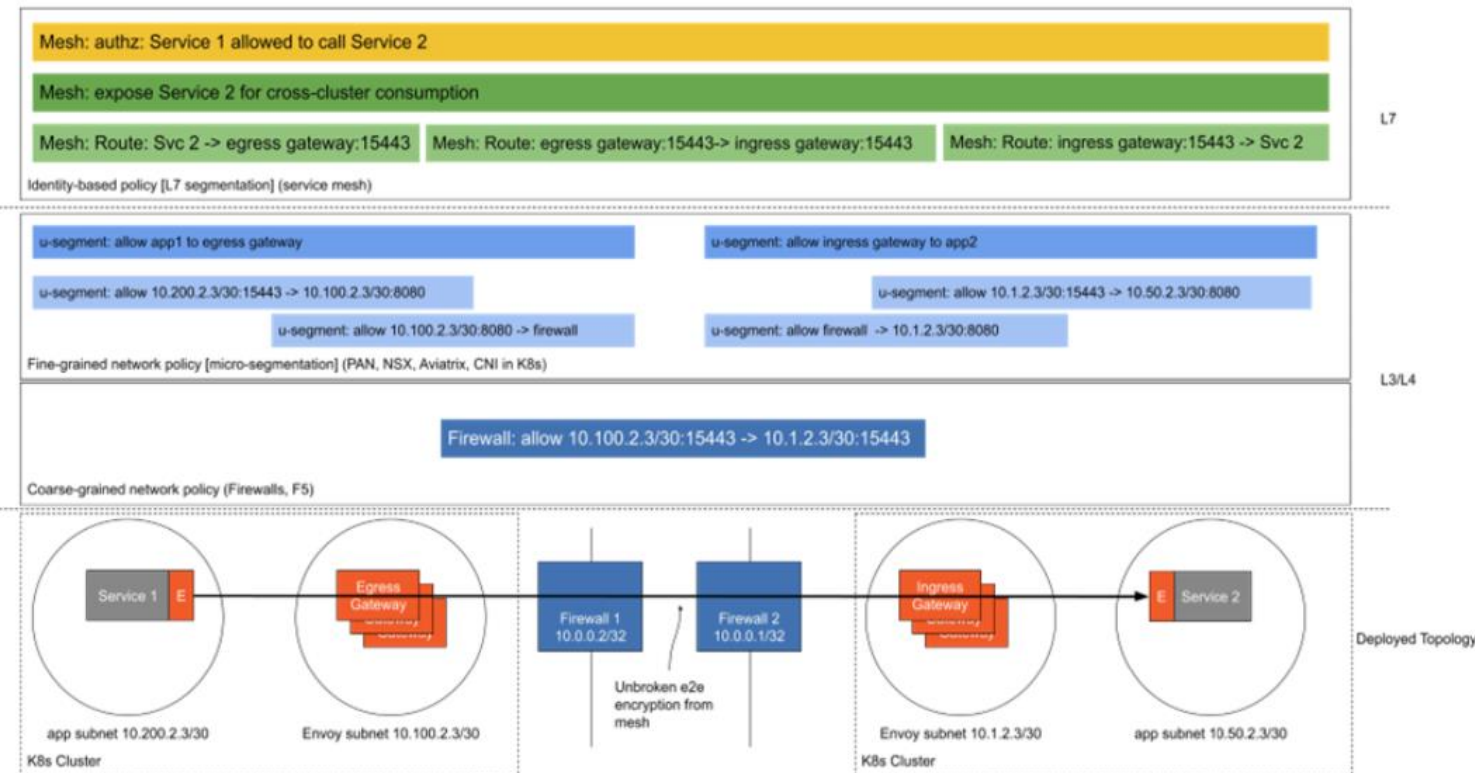 Mesh: authz: Service 1 allowed to call Service 2
Mesh: expose Service 2 for cross-cluster consumption
L7
Mesh: Route: Svc 2 -> egress gateway:15443
Mesh: Route: egress gateway:15443-> ingress gateway:15443
Mesh: Route: ingress gateway:15443 -> Svc 2
Identity-based policy [L7 segmentation] (service mesh)
u-segment: allow app1 to egress gateway
u-segment: allow ingress gateway to app2
u-segment: allow 10.200.2.3/30:15443 -> 10.100.2.3/30:8080
u-segment: allow 10.1.2.3/30:15443 -> 10.50.2.3/30:8080
u-segment: allow 10.100.2.3/30:8080 -> firewall
u-segment: allow firewall -> 10.1.2.3/30:8080
Fine-grained network policy [micro-segmentation] (PAN, NSX, Aviatrix, CNI in K8s)
L3/L4
Firewall: allow 10.100.2.3/30:15443 -> 10.1.2.3/30:15443
Coarse-grained network policy (Firewalls, F5)
Service 1
E
Egress
Gateway
Gateway
Gateway
Firewall 1
10.0.0.2/32
Firewall 2
10.0.0.1/32
Ingress
Gateway
Gateway
Gateway
E
Service 2
Deployed Topology
Unbroken e2e
encryption from
mesh
app subnet 10.200.2.3/30
Envoy subnet 10.100.2.3/30
Envoy subnet 10.1.2.3/30
app subnet 10.50.2.3/30
K8s Cluster
K8s Cluster